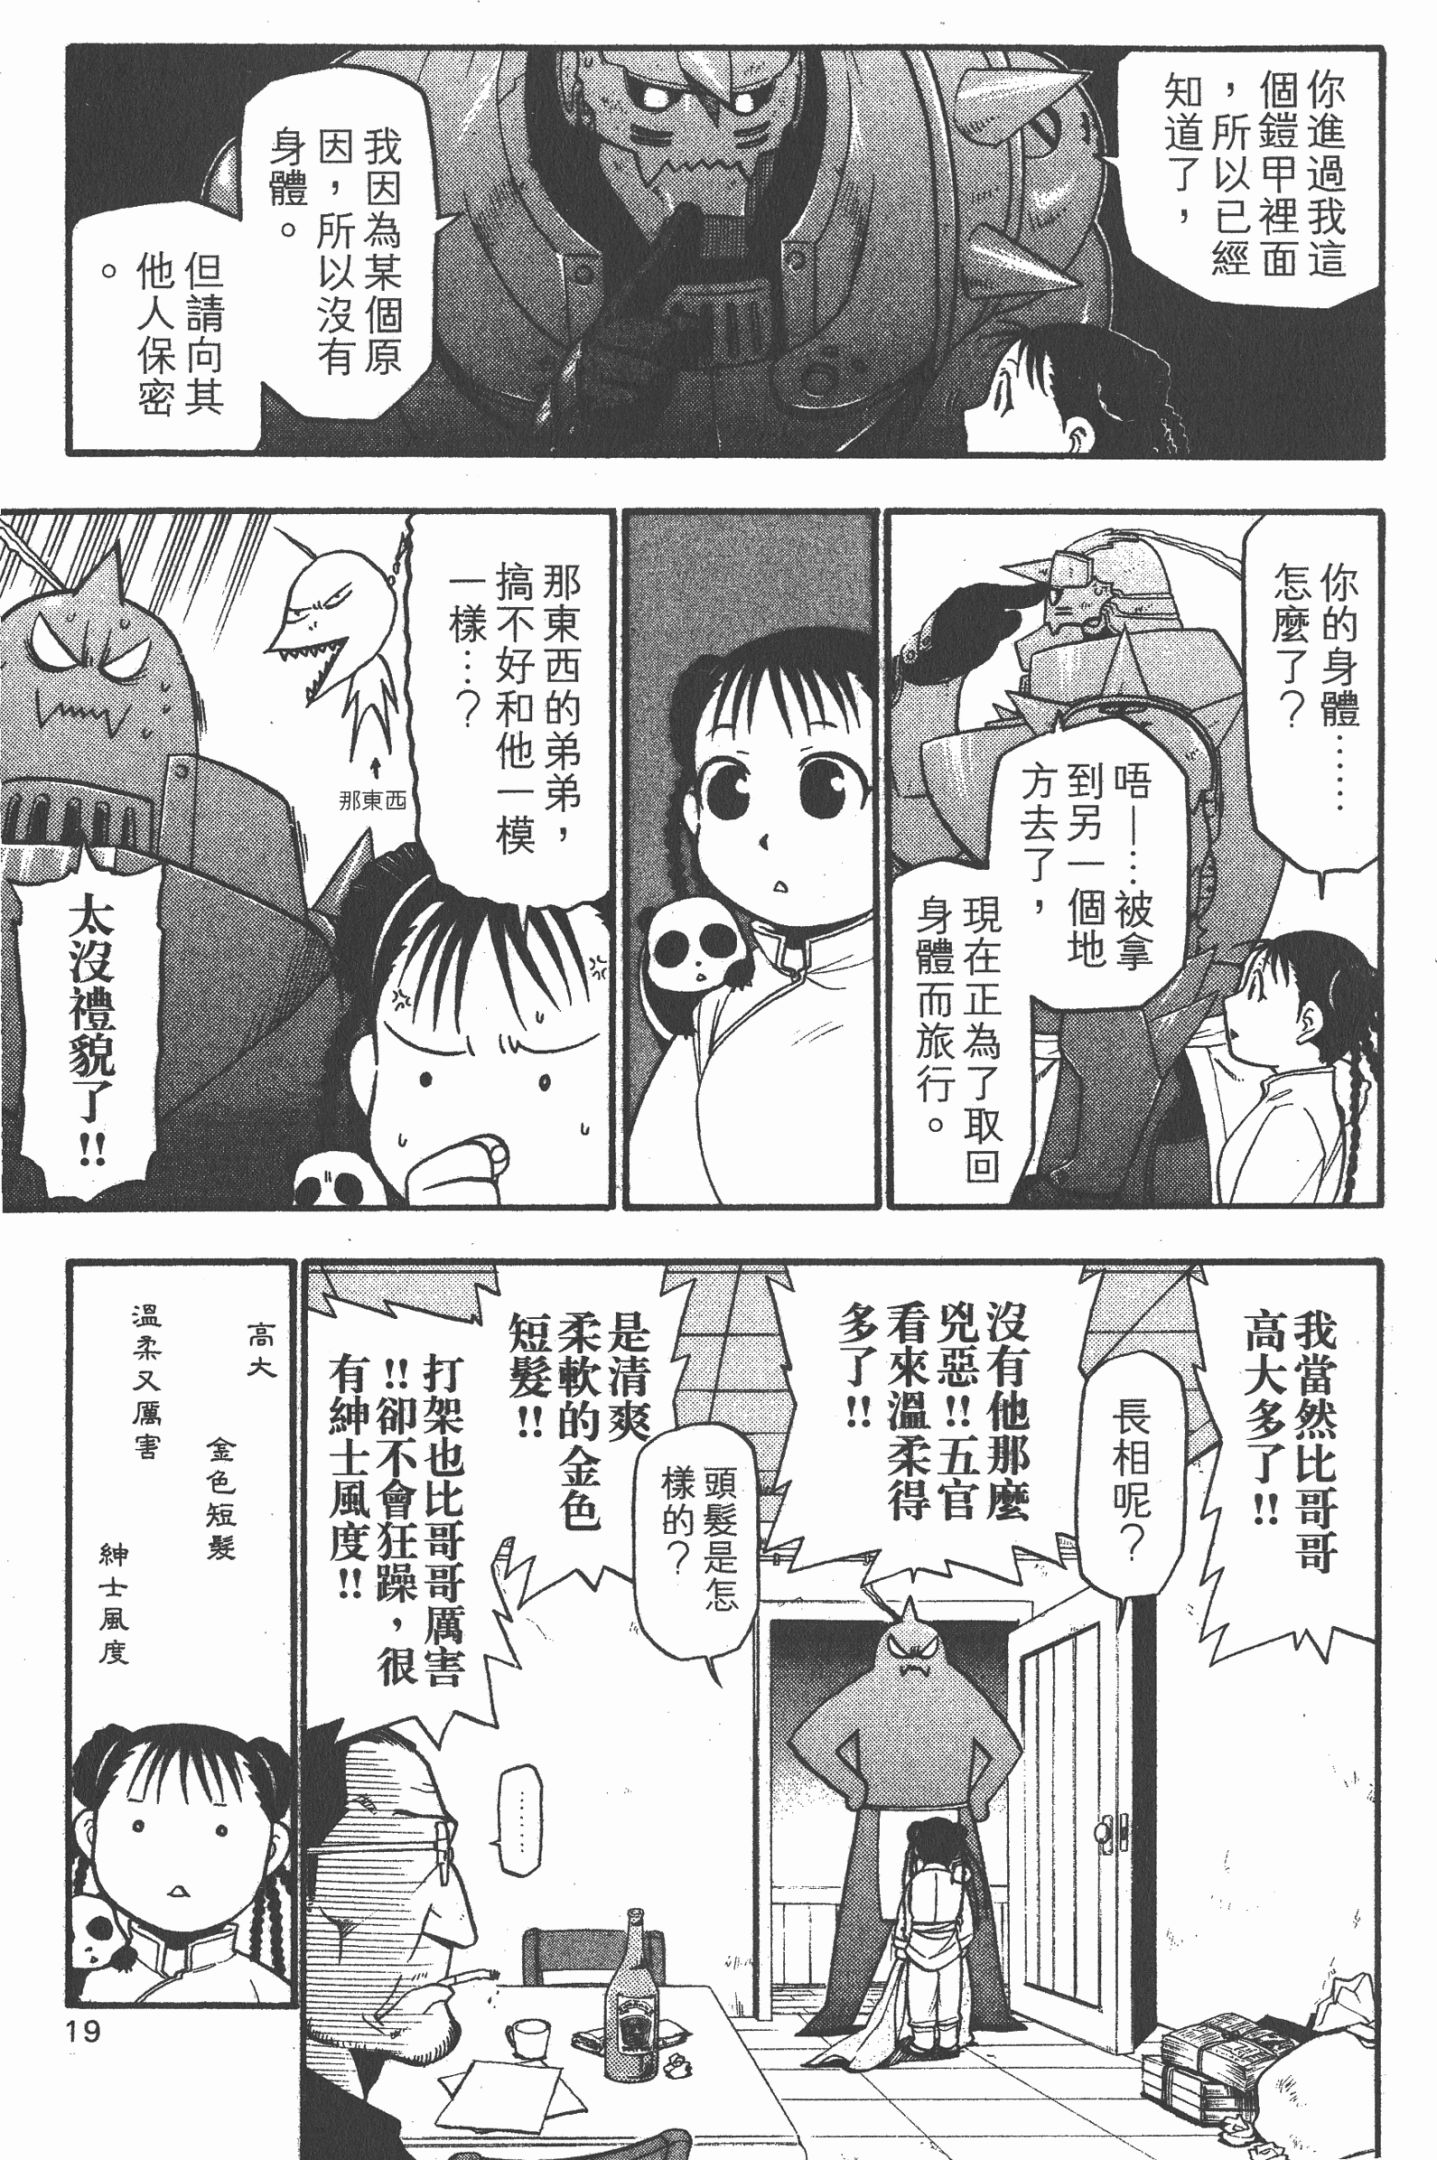 你進過我這
個鎧甲裡面
，所以已經
知道了，
我因為某個原
因，所以沒有
身體。
但請向其
他人保密
。
你的身體……
怎麼了？
唔—…被拿
到另一個地
方去了，
現在正為了取回
身體而旅行。
那東西的弟弟，
搞不好和他一模
一樣…？
那東西
太沒禮貌了!!
我當然比哥哥
高大多了!!
長相呢？
沒有他那麼
兇惡!!五官
看來溫柔得
多了!!
頭髮是怎
樣的？
是清爽
柔軟的金色
短髮!!
打架也比哥哥厲害
!!卻不會狂躁，很
有紳士風度!!
……
高大
金色短髮
溫柔又厲害
紳士風度
19